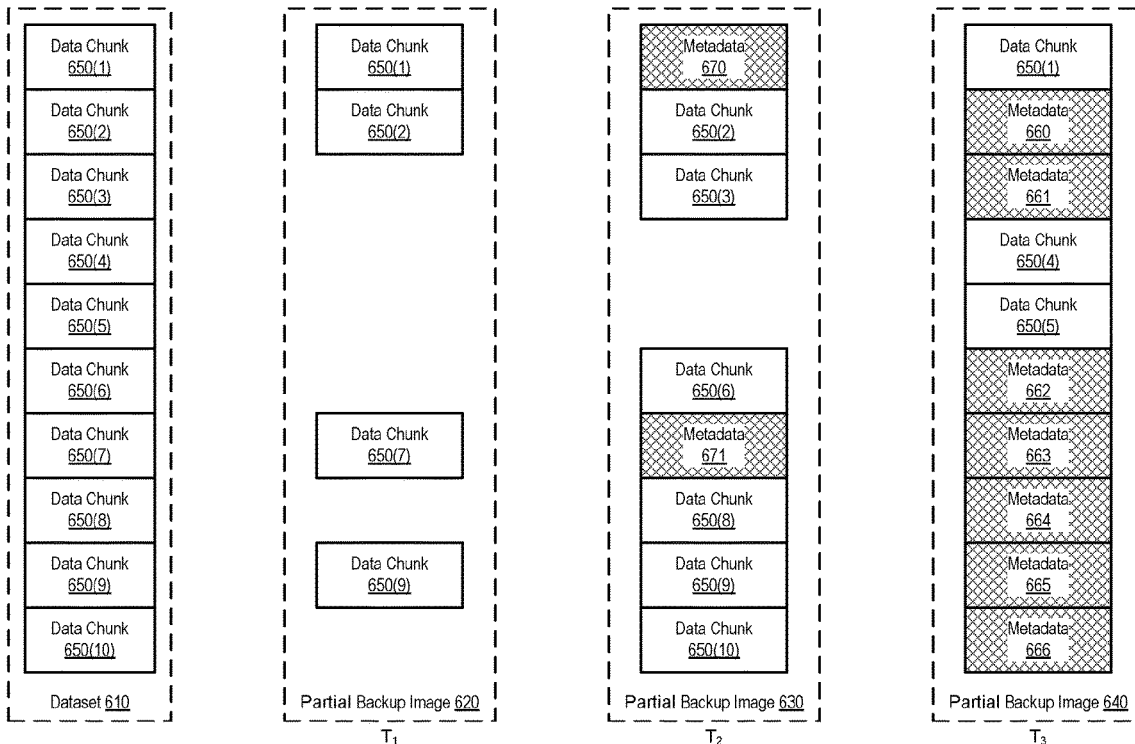 Data Chunk
650(1)
Data Chunk
650(2)
Data Chunk
650(3)
Data Chunk
650(4)
Data Chunk
650(5)
Data Chunk
650(6)
Data Chunk
650(7)
Data Chunk
650(8)
Data Chunk
650(9)
Data Chunk
650(10)
Dataset 610
Data Chunk
650(1)
Data Chunk
650(2)
Data Chunk
650(7)
Data Chunk
650(9)
Partial Backup Image 620
T1
Metadata
670
Data Chunk
650(2)
Data Chunk
650(3)
Data Chunk
650(6)
Metadata
671
Data Chunk
650(8)
Data Chunk
650(9)
Data Chunk
650(10)
Partial Backup Image 630
T2
Data Chunk
650(1)
Metadata
660
Metadata
661
Data Chunk
650(4)
Data Chunk
650(5)
Metadata
662
Metadata
663
Metadata
664
Metadata
665
Metadata
666
Partial Backup Image 640
T3